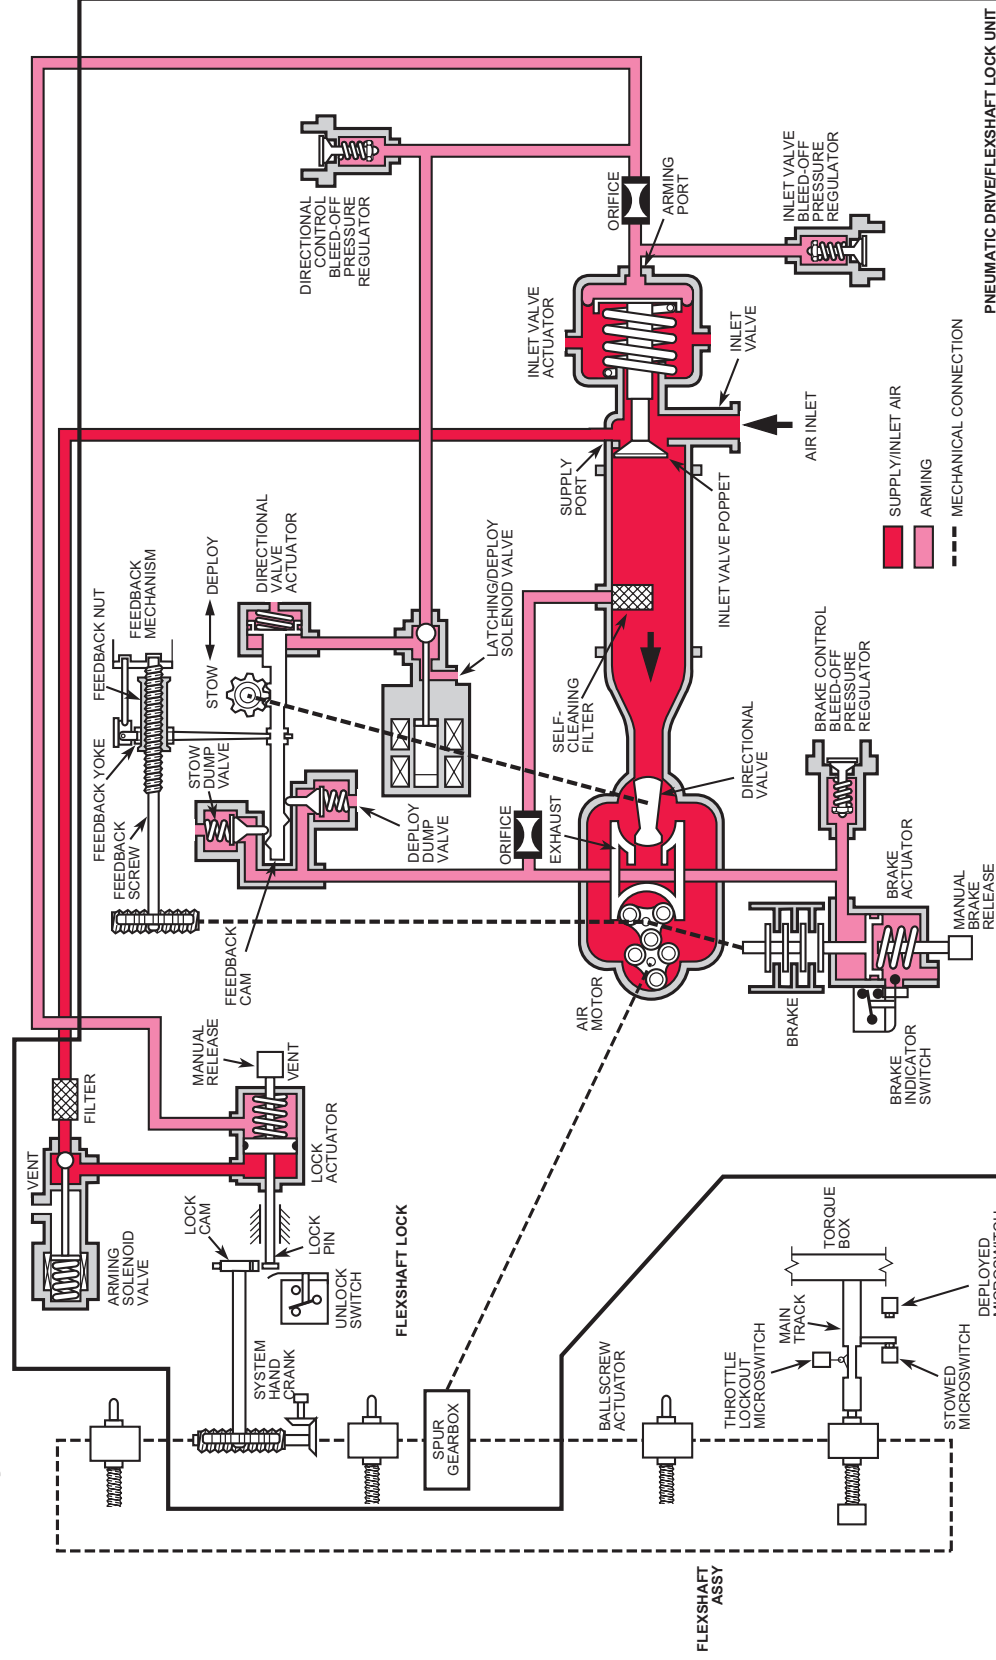 PNEUMATIC DRIVE/FLEXSHAFT LOCK UNIT
DIRECTIONAL
CONTROL
BLEED-OFF
PRESSURE
REGULATOR
ORIFICE
ARMING
PORT
INLET VALVE
BLEED-OFF
PRESSURE
REGULATOR
INLET VALVE
ACTUATOR
INLET
VALVE
AIR INLET
SUPPLY
PORT
INLET VALVE POPPET
SUPPLY/INLET AIR
ARMING
MECHANICAL CONNECTION
FEEDBACK NUT
FEEDBACK
MECHANISM
STOW
DEPLOY
DIRECTIONAL
VALVE
ACTUATOR
LATCHING/DEPLOY
SOLENOID VALVE
FEEDBACK YOKE
STOW
DUMP
VALVE
FEEDBACK
SCREW
DEPLOY
DUMP
VALVE
SELF-
CLEANING
FILTER
DIRECTIONAL
VALVE
ORIFICE
EXHAUST
BRAKE CONTROL
BLEED-OFF
PRESSURE
REGULATOR
FEEDBACK
CAM
AIR
MOTOR
BRAKE
ACTUATOR
MANUAL
BRAKE
RELEASE
BRAKE
BRAKE
INDICATOR
SWITCH
FILTER
VENT
MANUAL
RELEASE
VENT
LOCK
ACTUATOR
ARMING
SOLENOID
VALVE
LOCK
CAM
LOCK
PIN
UNLOCK
SWITCH
FLEXSHAFT LOCK
SYSTEM
HAND
CRANK
SPUR
GEARBOX
BALLSCREW
ACTUATOR
THROTTLE
LOCKOUT
MICROSWITCH
MAIN
TRACK
TORQUE
BOX
STOWED
MICROSWITCH
DEPLOYED
FLEXSHAFT
ASSY